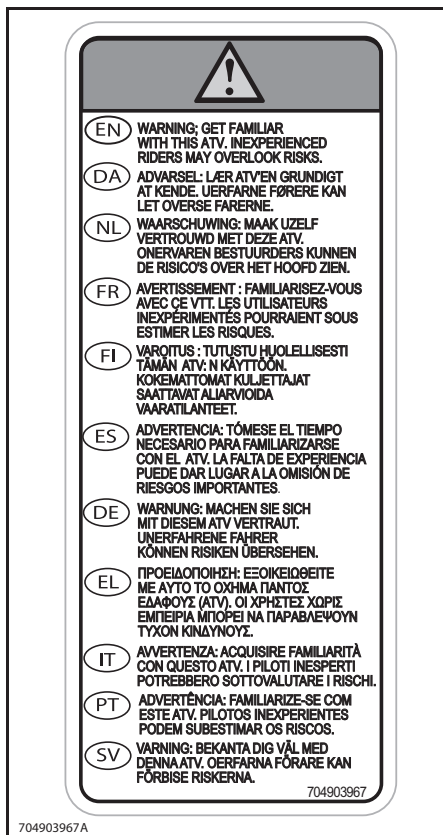 EN WARNING; GET FAMILIAR
WITH THIS ATV. INEXPERIENCED
RIDERS MAY OVERLOOK RISKS.
DA ADVARSEL: LÆR ATV'EN GRUNDIGT
AT KENDE. UERFARNE FØRERE KAN
LET OVERSE FARERNE.
NL WAARSCHUWING: MAAK UZELF
VERTROUWD MET DEZE ATV.
ONERVAREN BESTUURDERS KUNNEN
DE RISICO'S OVER HET HOOFD ZIEN.
FR AVERTISSEMENT : FAMILIARISEZ-VOUS
AVEC ÇE VTT. LES UTILISATEURS
INEXPÉRIMENTÉS POURRAIENT SOUS
ESTIMER LES RISQUES.
FI VAROITUS : TUTUSTU HUOLELLISESTI
TÄMÄN ATV: N KÄYTTÖÖN.
KOKEMATTOMAT KULJETTAJAT
SAATTAVAT ALIARVIOIDA
VAARATILANTEET.
ES ADVERTENCIA: TÓMESE EL TIEMPO
NECESARIO PARA FAMILIARIZARSE
CON EL ATV. LA FALTA DE EXPERIENCIA
PUEDE DAR LUGAR A LA OMISIÓN DE
RIESGOS IMPORTANTES.
DE WARNUNG: MACHEN SIE SICH
MIT DIESEM ATV VERTRAUT.
UNERFAHRENE FAHRER
KÖNNEN RISIKEN ÜBERSEHEN.
EL ΠΡΟΕΙΔΟΠΟΙΗΣΗ: ΕΞΟΙΚΕΙΩΘΕΙΤΕ
ΜΕ ΑΥΤΟ ΤΟ ΟΧΗΜΑ ΠΑΝΤΟΣ
ΕΔΑΦΟΥΣ (ATV). ΟΙ ΧΡΗΣΤΕΣ ΧΩΡΙΣ
ΕΜΠΕΙΡΙΑ ΜΠΟΡΕΙ ΝΑ ΠΑΡΑΒΛΕΨΟΥΝ
ΤΥΧΟΝ ΚΙΝΔΥΝΟΥΣ.
IT AVVERTENZA: ACQUISIRE FAMILIARITÀ
CON QUESTO ATV. I PILOTI INESPERTI
POTREBBERO SOTTOVALUTARE I RISCHI.
PT ADVERTÊNCIA: FAMILIARIZE-SE COM
ESTE ATV. PILOTOS INEXPERIENTES
PODEM SUBESTIMAR OS RISCOS.
SV VARNING: BEKANTA DIG VÄL MED
DENNA ATV. OERFARNA FÖRARE KAN
FÖRBISE RISKERNA.
704903967
704903967A